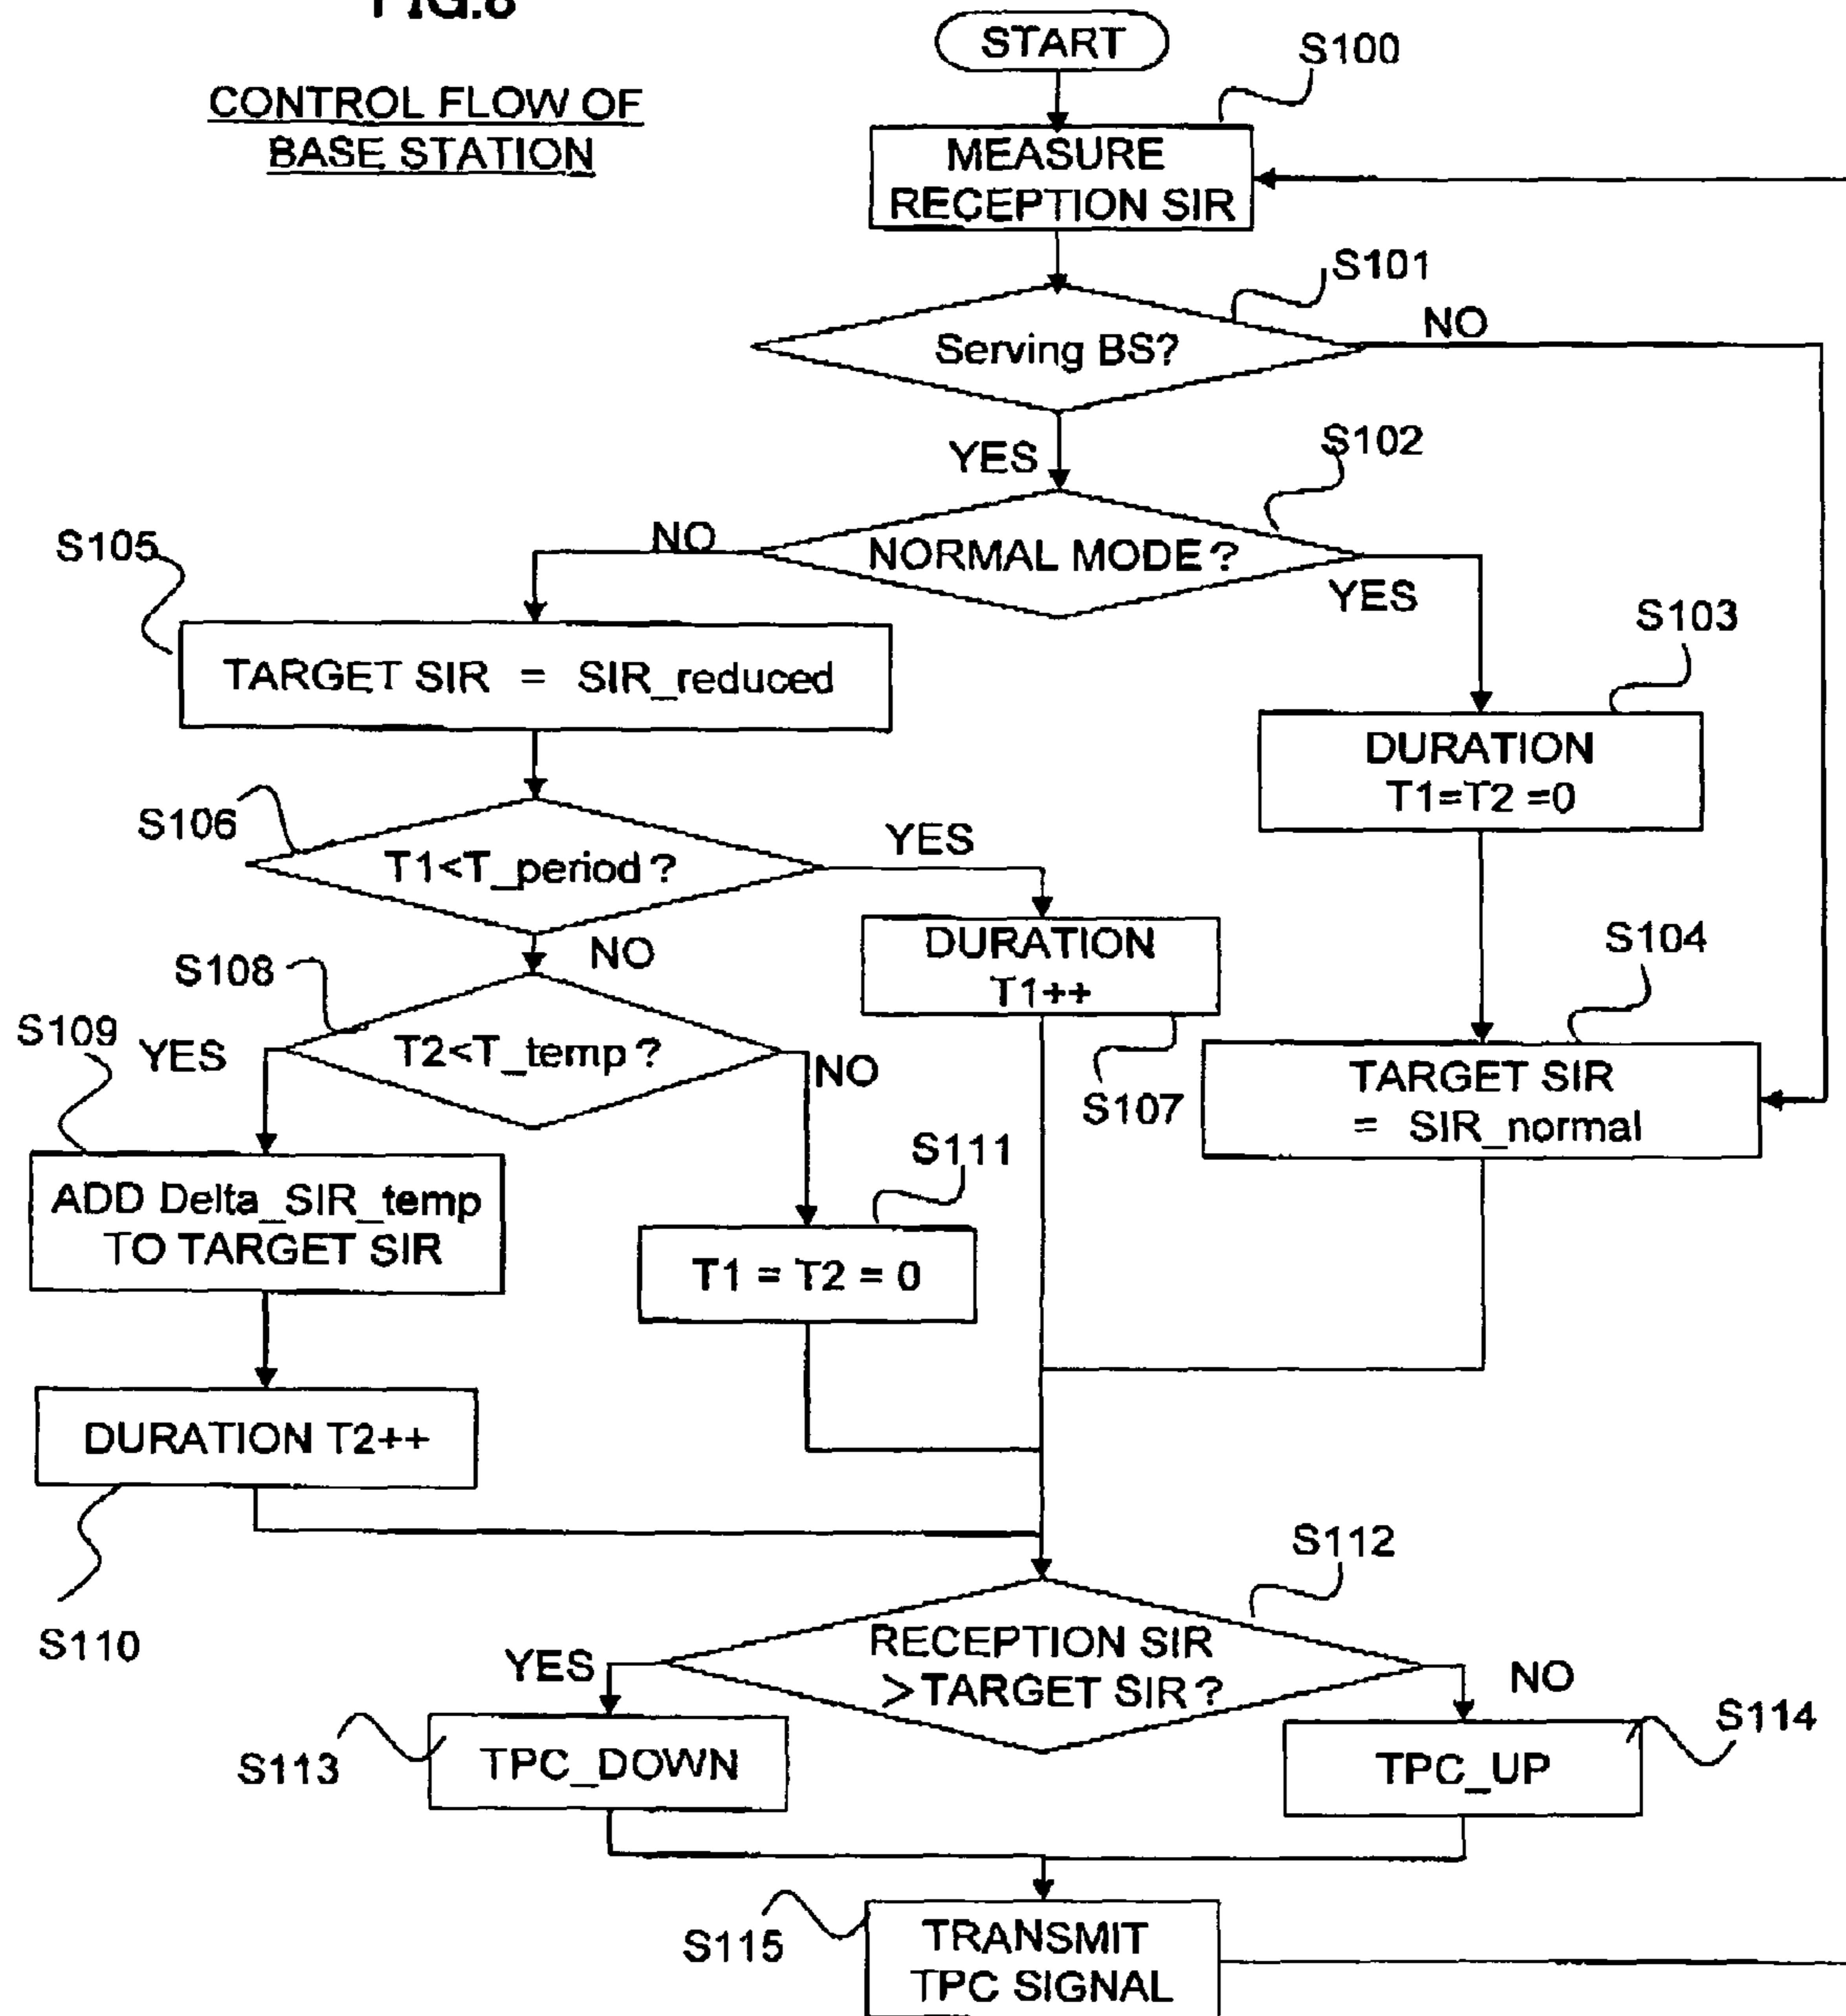 FIG.8
CONTROL FLOW OF
BASE STATION
START
S100
MEASURE
RECEPTION SIR
S101
Serving BS?
NO
YES
S102
NORMAL MODE?
NO
YES
S105
TARGET SIR = SIR_reduced
S103
DURATION
T1=T2 =0
S106
T1<T_period?
YES
NO
DURATION
T1++
S107
S104
TARGET SIR
= SIR_normal
S108
T2<T_temp?
YES
NO
S109
ADD Delta_SIR_temp
TO TARGET SIR
S111
T1 = T2 = 0
DURATION T2++
S110
S112
RECEPTION SIR
>TARGET SIR?
YES
NO
S113
TPC_DOWN
S114
TPC_UP
S115
TRANSMIT
TPC SIGNAL